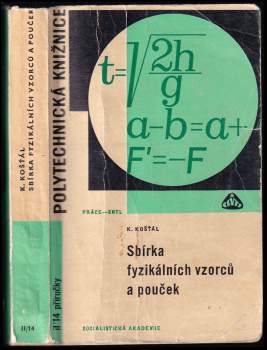 K. KOŠŤÁL
SBÍRKA FYZIKÁLNÍCH VZORCŮ A POUČEK
II/14
POLYTECHNICKÁ KNIŽNICE
II/14 příručky
t=√2h/g
a-b=a+
F'=-F
PRÁCE-SNTL
K. KOŠŤÁL
Sbírka
fyzikálních vzorců
a pouček
SOCIALISTICKÁ AKADEMIE